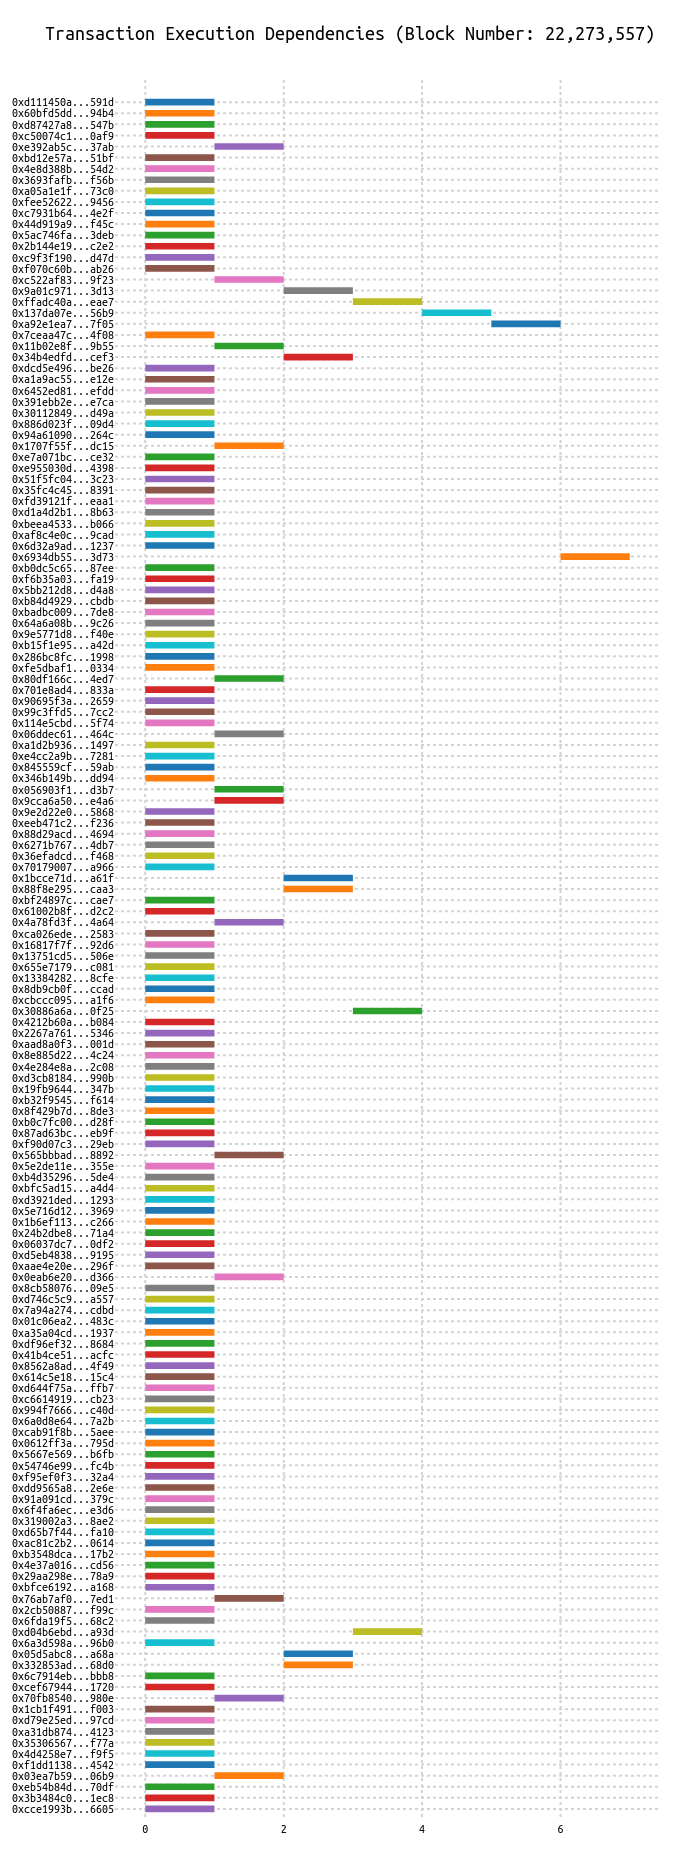 Transaction Execution Dependencies (Block Number: 22,273,557)
0xd111450a...591d
0x60bfd5dd...94b4
0xd87427a8...547b
0xc50074c1...0af9
0xe392ab5c...37ab
0xbd12e57a...51bf
0x4e8d388b...54d2
0x3693fafb...f56b
0xa05a1e1f...73c0
0xfee52622...9456
0xc7931b64...4e2f
0x44d919a9...f45c
0x5ac746fa...3deb
0x2b144e19...c2e2
0xc9f3f190...d47d
0xf070c60b...ab26
0xc522af83...9f23
0x9a01c971...3d13
0xffadc40a...eae7
0x137da07e...56b9
0xa92e1ea7...7f05
0x7ceaa47c...4f08
0x11b02e8f...9b55
0x34b4edfd...cef3
0xdcd5e496...be26
0xa1a9ac55...e12e
0x6452ed81...efdd
0x391ebb2e...e7ca
0x30112849...d49a
0x886d023f...09d4
0x94a61090...264c
0x1707f55f...dc15
0xe7a071bc...ce32
0xe955030d...4398
0x51f5fc04...3c23
0x35fc4c45...8391
0xfd39121f...eaa1
0xd1a4d2b1...8b63
0xbeea4533...b066
0xaf8c4e0c...9cad
0x6d32a9ad...1237
0x6934db55...3d73
0xb0dc5c65...87ee
0xf6b35a03...fa19
0x5bb212d8...d4a8
0xb84d4929...cbdb
0xbadbc009...7de8
0x64a6a08b...9c26
0x9e5771d8...f40e
0xb15f1e95...a42d
0x286bc8fc...1998
0xfe5dbaf1...0334
0x80df166c...4ed7
0x701e8ad4...833a
0x90695f3a...2659
0x99c3ffd5...7cc2
0x114e5cbd...5f74
0x06ddec61...464c
0xa1d2b936...1497
0xe4cc2a9b...7281
0x845559cf...59ab
0x346b149b...dd94
0x056903f1...d3b7
0x9cca6a50...e4a6
0x9e2d22e0...5868
0xeeb471c2...f236
0x88d29acd...4694
0x6271b767...4db7
0x36efadcd...f468
0x70179007...a966
0x1bcce71d...a61f
0x88f8e295...caa3
0xbf24897c...cae7
0x61002b8f...d2c2
0x4a78fd3f...4a64
0xca026ede...2583
0x16817f7f...92d6
0x13751cd5...506e
0x655e7179...c081
0x13384282...8cfe
0x8db9cb0f...ccad
0xcbccc095...a1f6
0x30886a6a...0f25
0x4212b60a...b084
0x2267a761...5346
0xaad8a0f3...001d
0x8e885d22...4c24
0x4e284e8a...2c08
0xd3cb8184...990b
0x19fb9644...347b
0xb32f9545...f614
0x8f429b7d...8de3
0xb0c7fc00...d28f
0x87ad63bc...eb9f
0xf90d07c3...29eb
0x565bbbad...8892
0x5e2de11e...355e
0xb4d35296...5de4
0xbfc5ad15...a4d4
0xd3921ded...1293
0x5e716d12...3969
0x1b6ef113...c266
0x24b2dbe8...71a4
0x06037dc7...0df2
0xd5eb4838...9195
0xaae4e20e...296f
0x0eab6e20...d366
0x8cb58076...09e5
0xd746c5c9...a557
0x7a94a274...cdbd
0x01c06ea2...483c
0xa35a04cd...1937
0xdf96ef32...8684
0x41b4ce51...acfc
0x8562a8ad...4f49
0x614c5e18...15c4
0xd644f75a...ffb7
0xc6614919...cb23
0x994f7666...c40d
0x6a0d8e64...7a2b
0xcab91f8b...5aee
0x0612ff3a...795d
0x5667e569...b6fb
0x54746e99...fc4b
0xf95ef0f3...32a4
0xdd9565a8...2e6e
0x91a091cd...379c
0x6f4fa6ec...e3d6
0x319002a3...8ae2
0xd65b7f44...fa10
0xac81c2b2...0614
0xb3548dca...17b2
0x4e37a016...cd56
0x29aa298e...78a9
0xbfce6192...a168
0x76ab7af0...7ed1
0x2cb50887...f99c
0x6fda19f5...68c2
0xd04b6ebd...a93d
0x6a3d598a...96b0
0x05d5abc8...a68a
0x332853ad...68d0
0x6c7914eb...bbb8
0xcef67944...1720
0x70fb8540...980e
0x1cb1f491...f003
0xd79e25ed...97cd
0xa31db874...4123
0x35306567...f77a
0x4d4258e7...f9f5
0xf1dd1138...4542
0x03ea7b59...06b9
0xeb54b84d...70df
0x3b3484c0...1ec8
0xcce1993b...6605
0 2 4 6